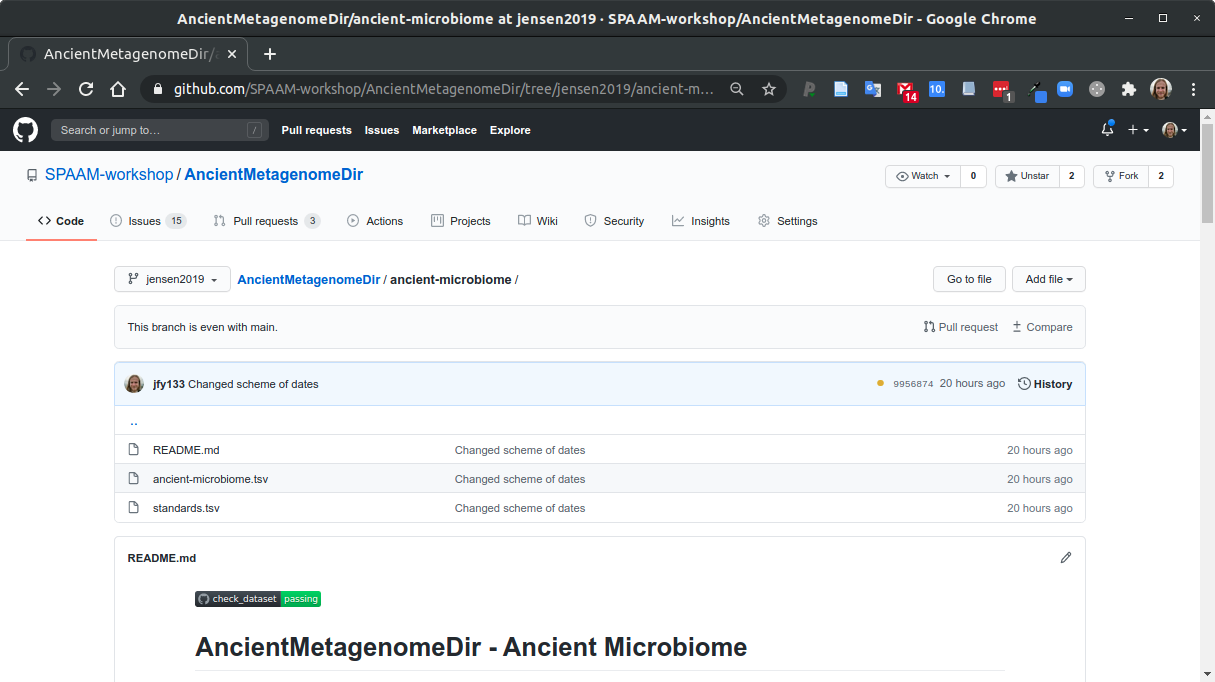 AncientMetagenomeDir/ancient-microbiome at jensen2019 · SPAAM-workshop/AncientMetagenomeDir - Google Chrome
AncientMetagenomeDir/
github.com/SPAAM-workshop/AncientMetagenomeDir/tree/jensen2019/ancient-m... 14 10. 1
Search or jump to... / Pull requests Issues Marketplace Explore
SPAAM-workshop / AncientMetagenomeDir Watch 0 Unstar 2 Fork 2
Code Issues 15 Pull requests 3 Actions Projects Wiki Security Insights Settings
jensen2019 AncientMetagenomeDir / ancient-microbiome / Go to file Add file
This branch is even with main. Pull request Compare
jfy133 Changed scheme of dates 9956874 20 hours ago History
..
README.md Changed scheme of dates 20 hours ago
ancient-microbiome.tsv Changed scheme of dates 20 hours ago
standards.tsv Changed scheme of dates 20 hours ago
README.md
check_dataset passing
AncientMetagenomeDir - Ancient Microbiome